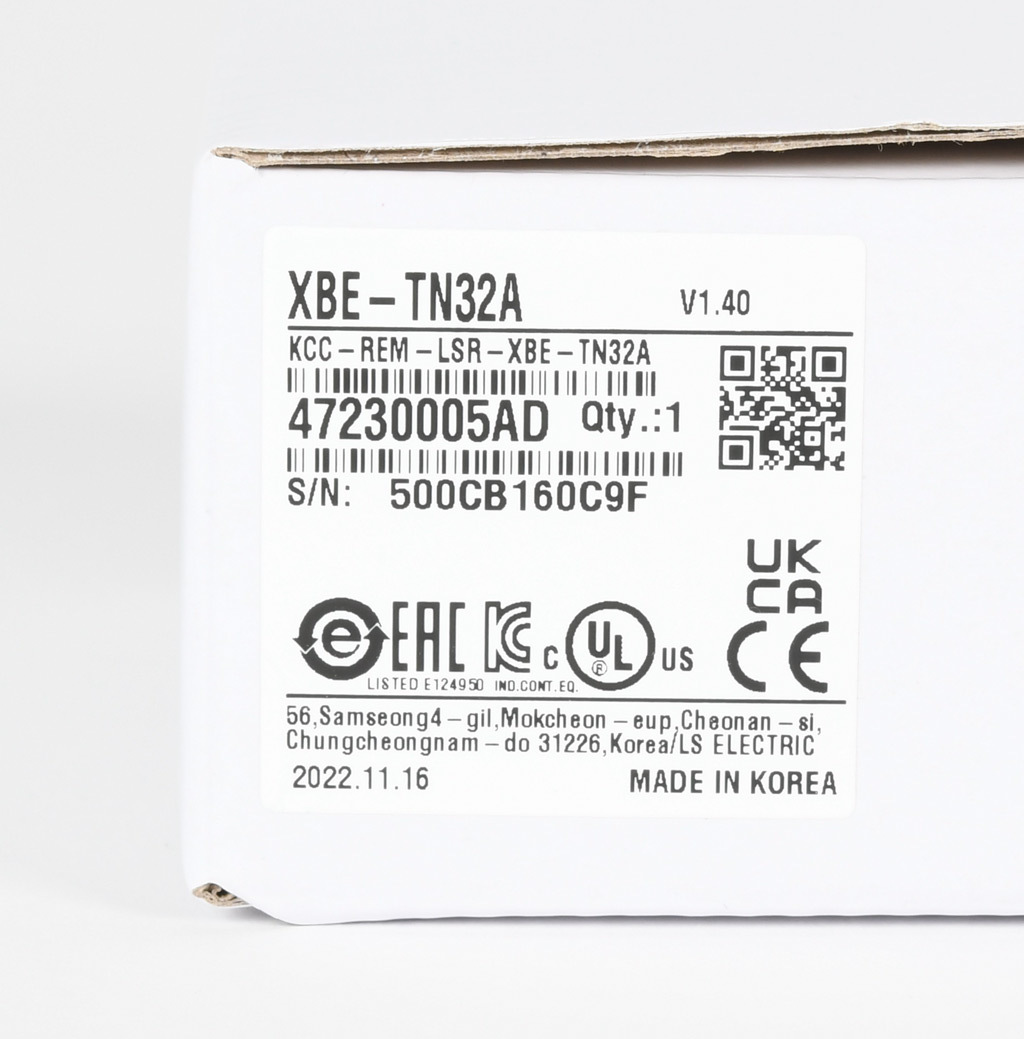 XBE-TN32A V1.40
KCC-REM-LSR-XBE-TN32A
47230005AD Qty.:1
S/N: 500CB160C9F
UK
CA
e EAC KC c UL ® US CE
LISTED E124950 IND.CONT.EQ.
56,Samseong4-gil,Mokcheon-eup,Cheonan-si,
Chungcheongnam-do 31226,Korea/LS ELECTRIC
2022.11.16 MADE IN KOREA